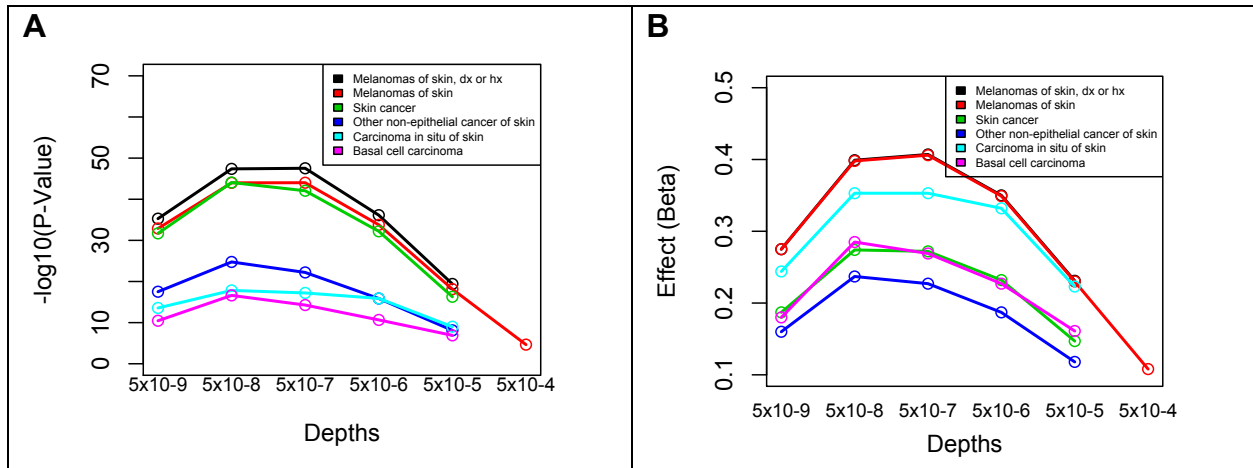 A
70
50
30
10
0
-log10(P-Value)
Melanomas of skin, dx or hx
Melanomas of skin
Skin cancer
Other non-epithelial cancer of skin
Carcinoma in situ of skin
Basal cell carcinoma
5x10-9 5x10-8 5x10-7 5x10-6 5x10-5 5x10-4
Depths
B
0.5
0.4
0.3
0.2
0.1
Effect (Beta)
Melanomas of skin, dx or hx
Melanomas of skin
Skin cancer
Other non-epithelial cancer of skin
Carcinoma in situ of skin
Basal cell carcinoma
5x10-9 5x10-8 5x10-7 5x10-6 5x10-5 5x10-4
Depths